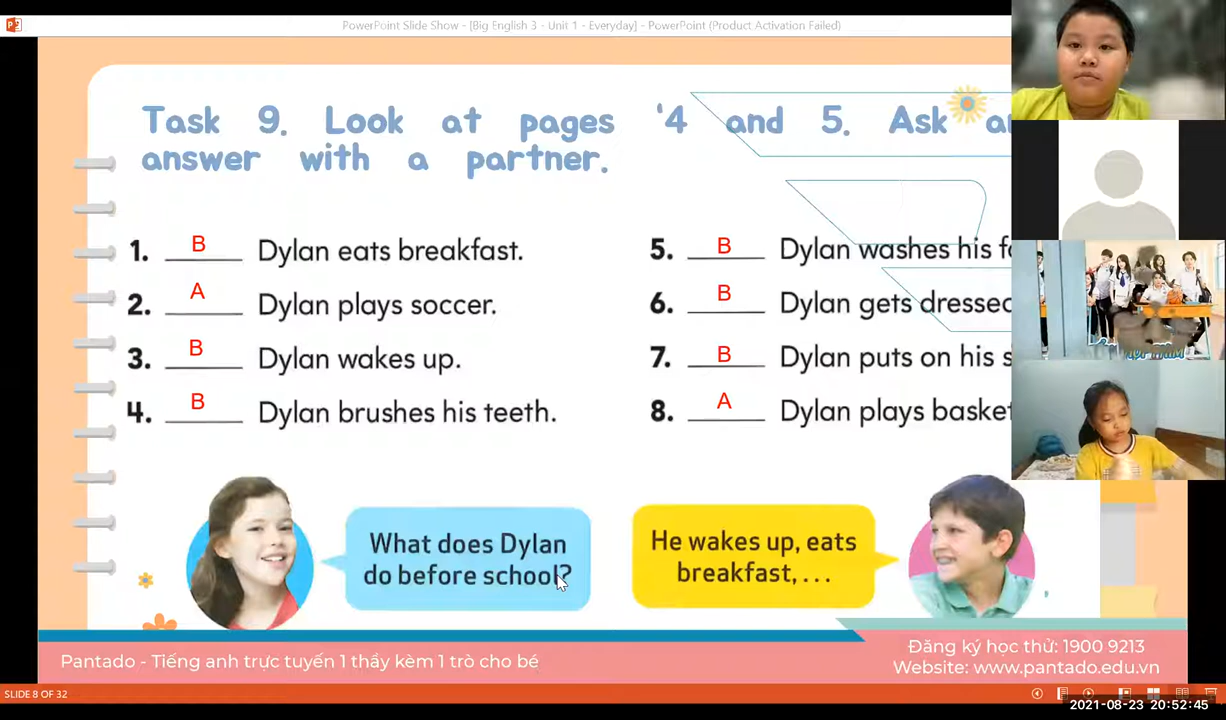 PowerPoint Slide Show - [Big English 3 - Unit 1 - Everyday] - PowerPoint (Product Activation Failed)
Task 9. Look at pages '4 and 5. Ask
answer with a partner.
1. B Dylan eats breakfast.
2. A Dylan plays soccer.
3. B Dylan wakes up.
4. B Dylan brushes his teeth.
5. B Dylan washes his
6. B Dylan gets dressed
7. B Dylan puts on his
8. A Dylan plays basket
What does Dylan
do before school?
He wakes up, eats
breakfast, ...
Pantado - Tiếng anh trực tuyến 1 thầy kèm 1 trò cho bé
Đăng ký học thử: 1900 9213
Website: www.pantado.edu.vn
SLIDE 8 OF 32
2021-08-23 20:52:45